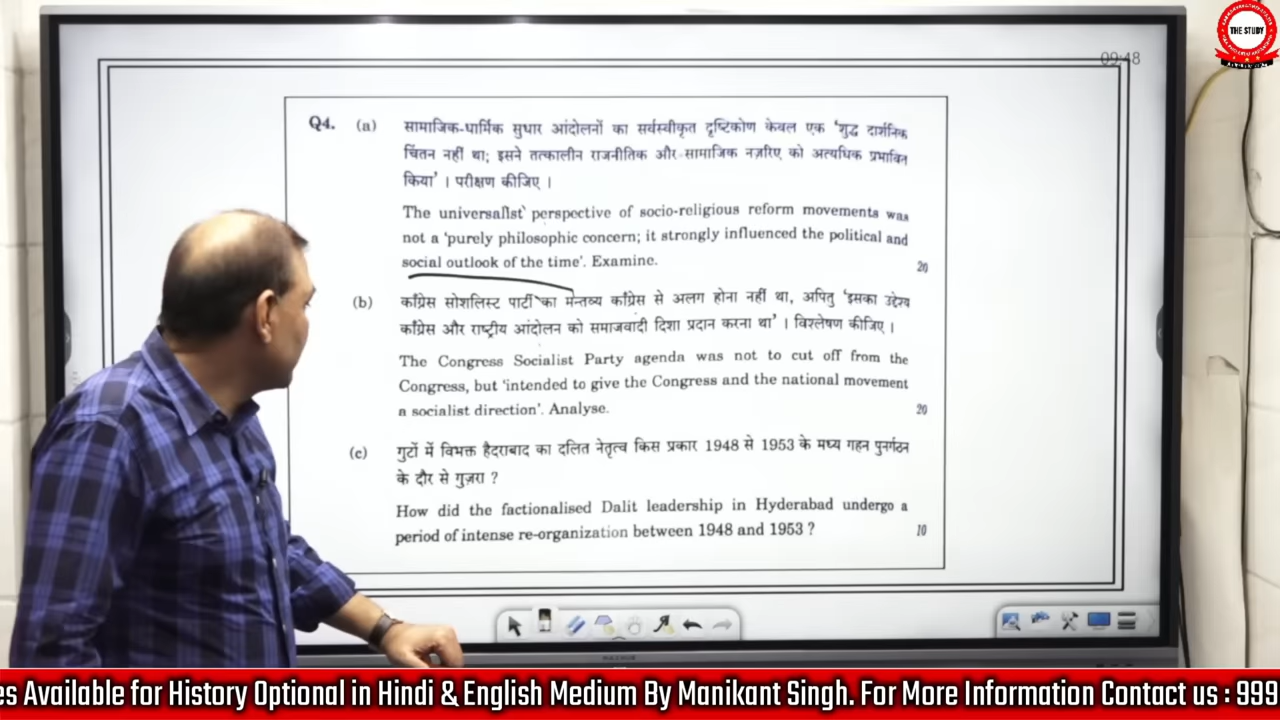 THE STUDY
09:48
Q4. (a) सामाजिक-धार्मिक सुधार आंदोलनों का सर्वस्वीकृत दृष्टिकोण केवल एक 'शुद्ध दार्शनिक
चिंतन नहीं था; इसने तत्कालीन राजनीतिक और सामाजिक नज़रिए को अत्यधिक प्रभावित
किया' । परीक्षण कीजिए ।
The universalist perspective of socio-religious reform movements was
not a 'purely philosophic concern; it strongly influenced the political and
social outlook of the time'. Examine. 20
(b) काँग्रेस सोशलिस्ट पार्टी का मन्तव्य काँग्रेस से अलग होना नहीं था, अपितु 'इसका उद्देश्य
काँग्रेस और राष्ट्रीय आंदोलन को समाजवादी दिशा प्रदान करना था' । विश्लेषण कीजिए ।
The Congress Socialist Party agenda was not to cut off from the
Congress, but 'intended to give the Congress and the national movement
a socialist direction'. Analyse. 20
(c) गुटों में विभक्त हैदराबाद का दलित नेतृत्व किस प्रकार 1948 से 1953 के मध्य गहन पुनर्गठन
के दौर से गुज़रा ?
How did the factionalised Dalit leadership in Hyderabad undergo a
period of intense re-organization between 1948 and 1953 ? 10
es Available for History Optional in Hindi & English Medium By Manikant Singh. For More Information Contact us : 999